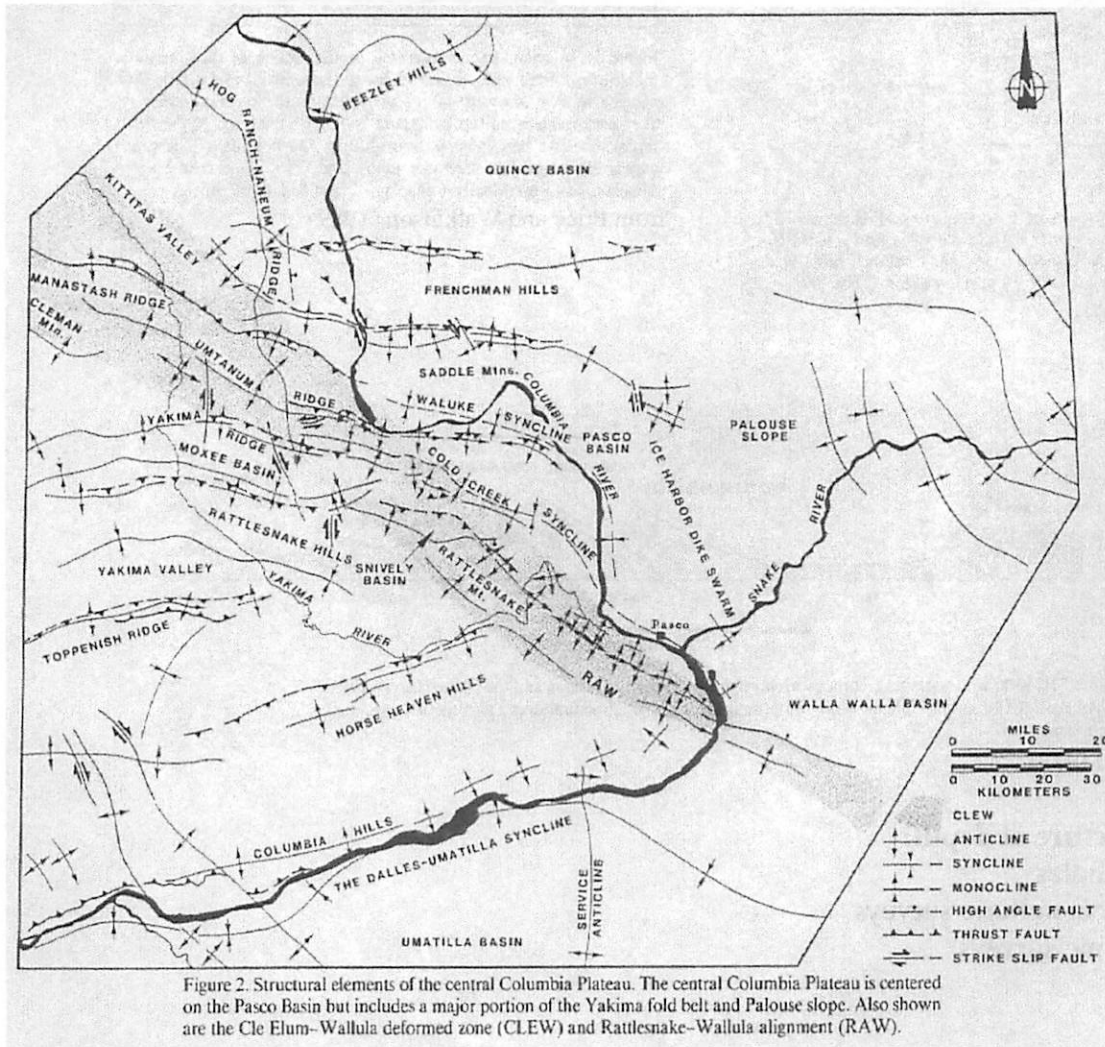 N
BEEZLEY HILLS
HOG RANCH-NANEUM RIDGE
QUINCY BASIN
KITTITAS VALLEY
FRENCHMAN HILLS
MANASTASH RIDGE
CLEMAN
Mtn.
UMTANUM
RIDGE
SADDLE Mtns.
COLUMBIA
RIVER
WALUKE
SYNCLINE
PASCO
BASIN
PALOUSE
SLOPE
YAKIMA
RIDGE
MOXEE BASIN
COLD CREEK
SYNCLINE
ICE HARBOR DIKE SWARM
SNAKE
RIVER
RATTLESNAKE HILLS
YAKIMA VALLEY
SNIVELY
BASIN
RATTLESNAKE
Mt.
YAKIMA
RIVER
Pasco
TOPPENISH RIDGE
RAW
HORSE HEAVEN HILLS
WALLA WALLA BASIN
MILES
0 10 20
0 10 20 30
KILOMETERS
COLUMBIA HILLS
THE DALLES-UMATILLA SYNCLINE
SERVICE
ANTICLINE
UMATILLA BASIN
CLEW
ANTICLINE
SYNCLINE
MONOCLINE
HIGH ANGLE FAULT
THRUST FAULT
STRIKE SLIP FAULT
Figure 2. Structural elements of the central Columbia Plateau. The central Columbia Plateau is centered
on the Pasco Basin but includes a major portion of the Yakima fold belt and Palouse slope. Also shown
are the Cle Elum–Wallula deformed zone (CLEW) and Rattlesnake–Wallula alignment (RAW).